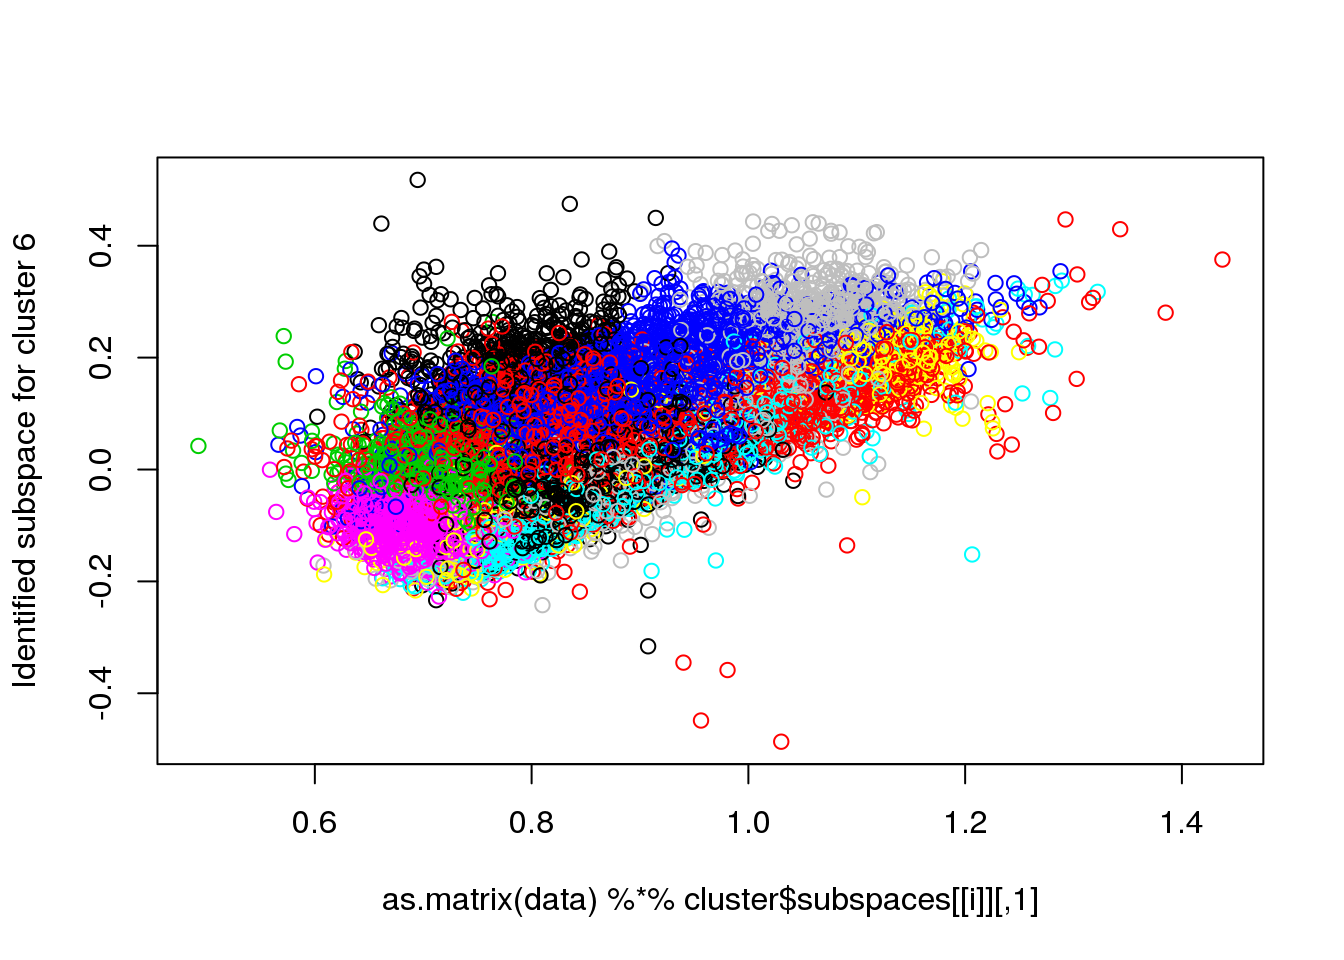 Identified subspace for cluster 6
0.4
0.2
0.0
-0.2
-0.4
0.6 0.8 1.0 1.2 1.4
as.matrix(data) %*% cluster$subspaces[[i]][,1]